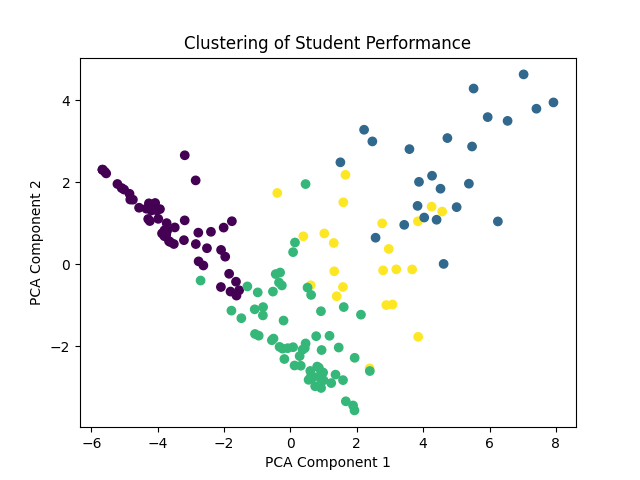 Clustering of Student Performance
PCA Component 2
4
2
0
−2
−6 −4 −2 0 2 4 6 8
PCA Component 1